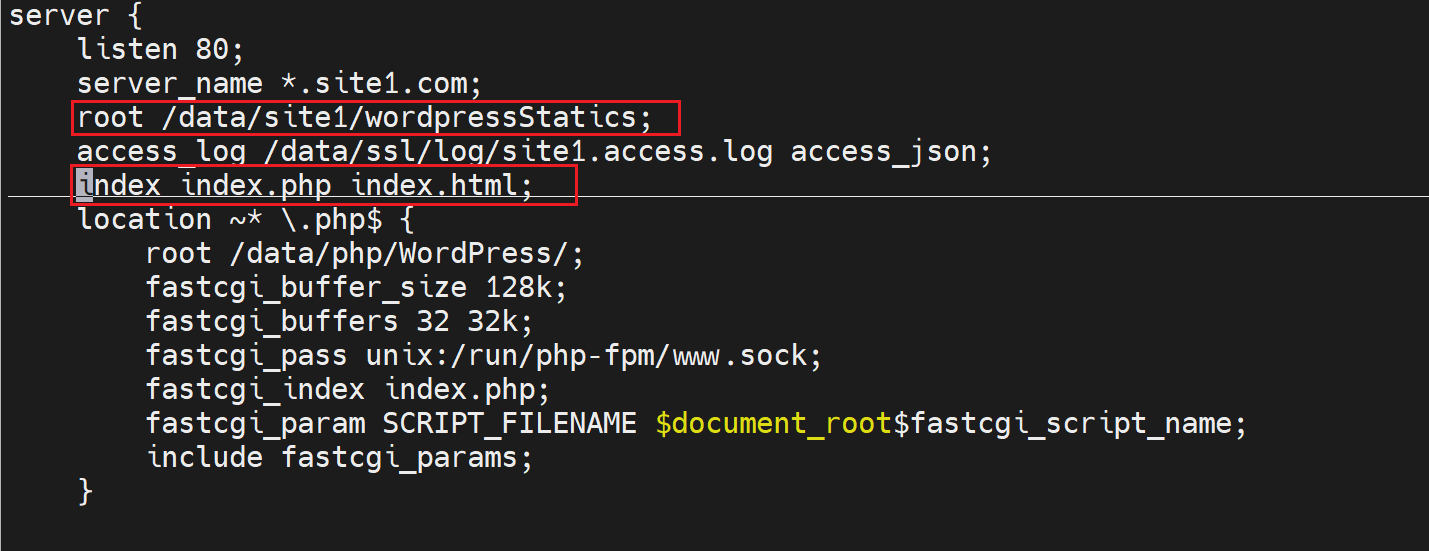 server {
    listen 80;
    server_name *.site1.com;
    root /data/site1/wordpressStatics;
    access_log /data/ssl/log/site1.access.log access_json;
    index index.php index.html;
    location ~* \.php$ {
        root /data/php/WordPress/;
        fastcgi_buffer_size 128k;
        fastcgi_buffers 32 32k;
        fastcgi_pass unix:/run/php-fpm/www.sock;
        fastcgi_index index.php;
        fastcgi_param SCRIPT_FILENAME $document_root$fastcgi_script_name;
        include fastcgi_params;
    }